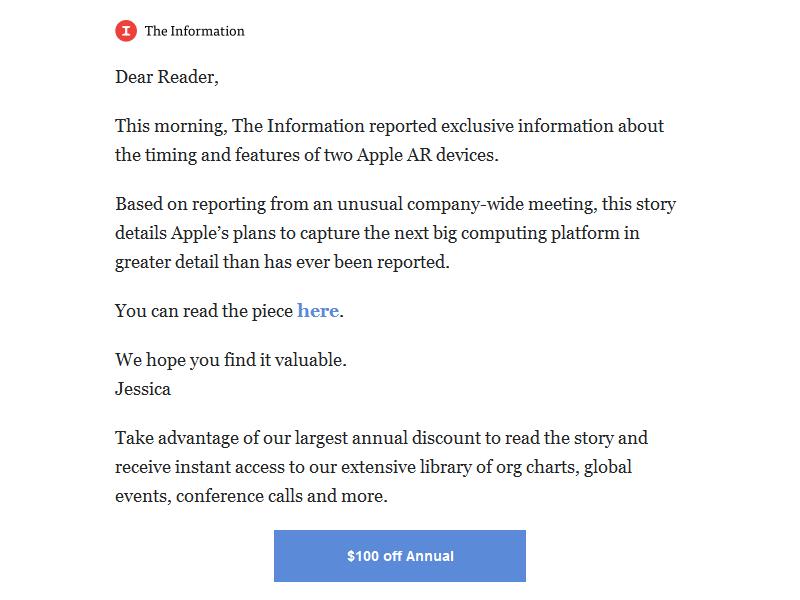 I The Information
Dear Reader,
This morning, The Information reported exclusive information about
the timing and features of two Apple AR devices.
Based on reporting from an unusual company-wide meeting, this story
details Apple’s plans to capture the next big computing platform in
greater detail than has ever been reported.
You can read the piece here.
We hope you find it valuable.
Jessica
Take advantage of our largest annual discount to read the story and
receive instant access to our extensive library of org charts, global
events, conference calls and more.
$100 off Annual